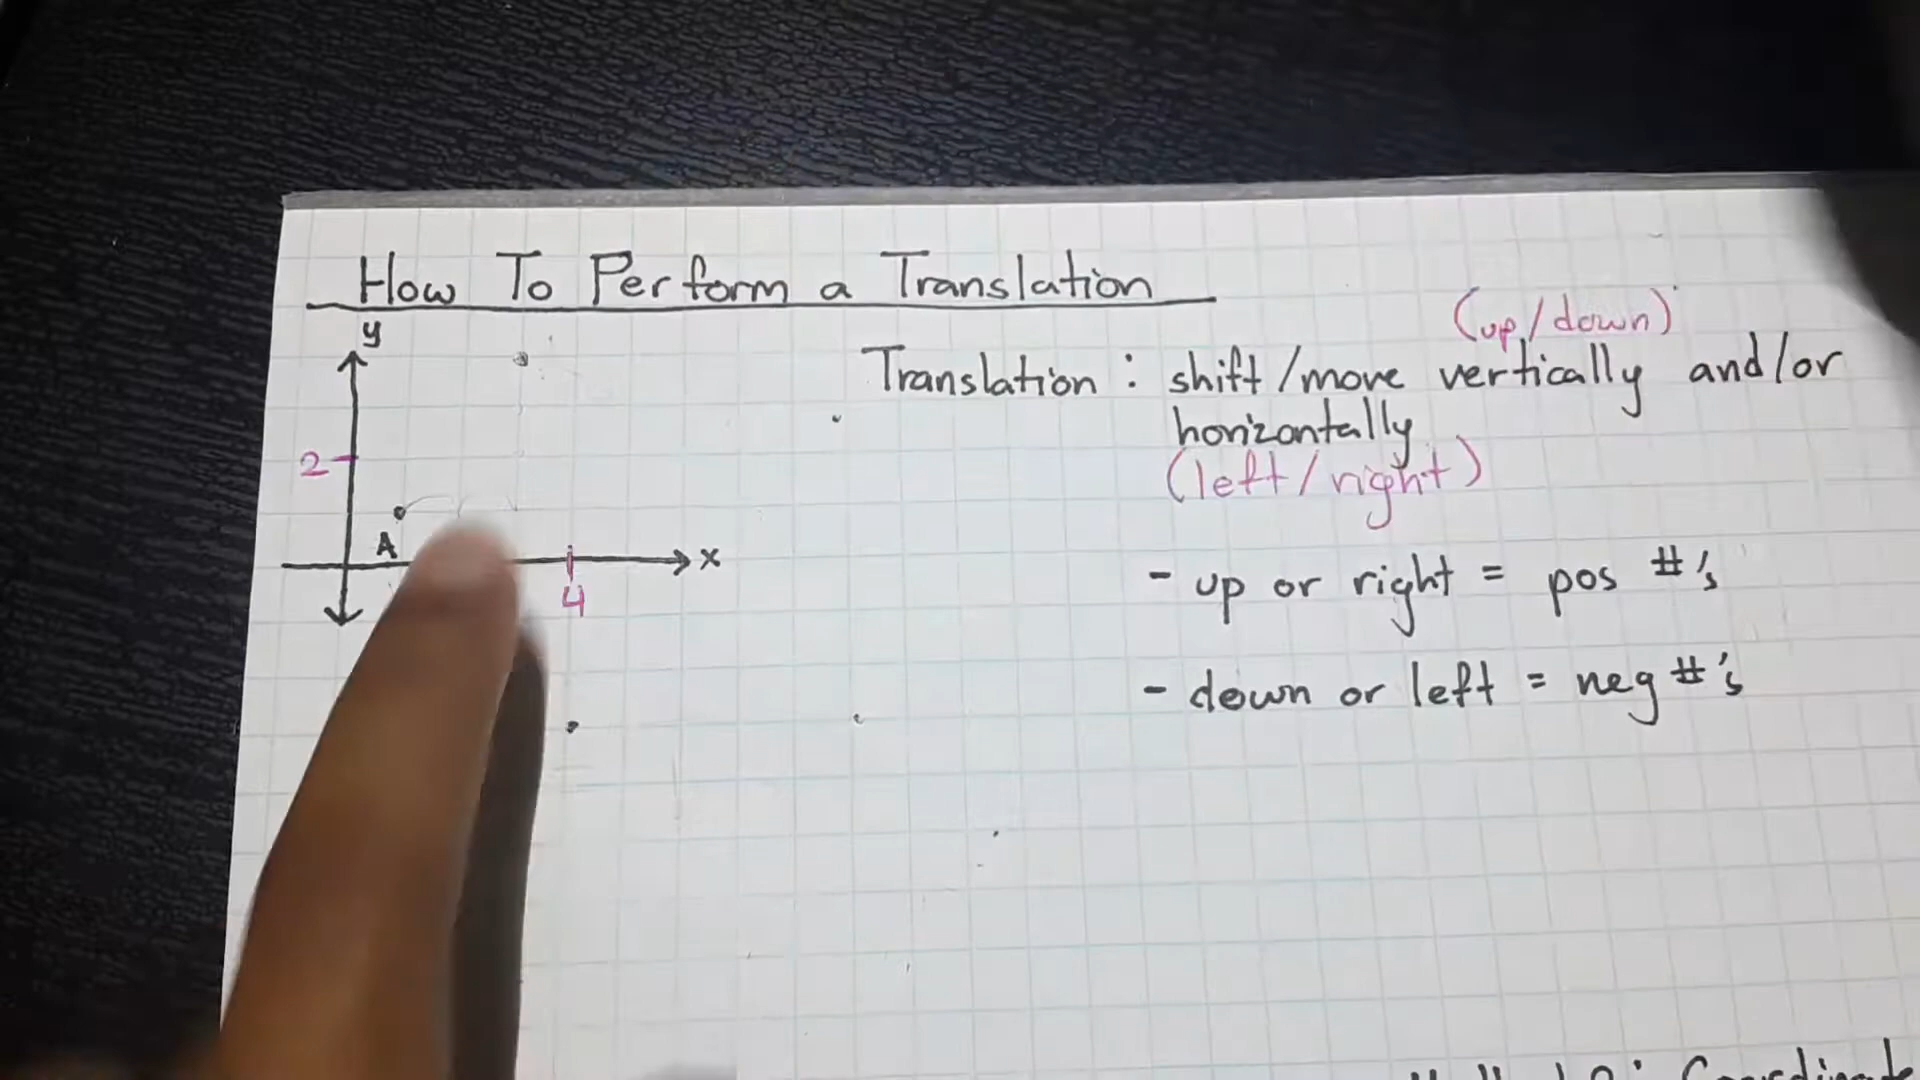 How To Perform a Translation
y
2
A
x
4
(up/down)
Translation: shift/move vertically and/or
horizontally
(left/right)
- up or right = pos #'s
- down or left = neg #'s